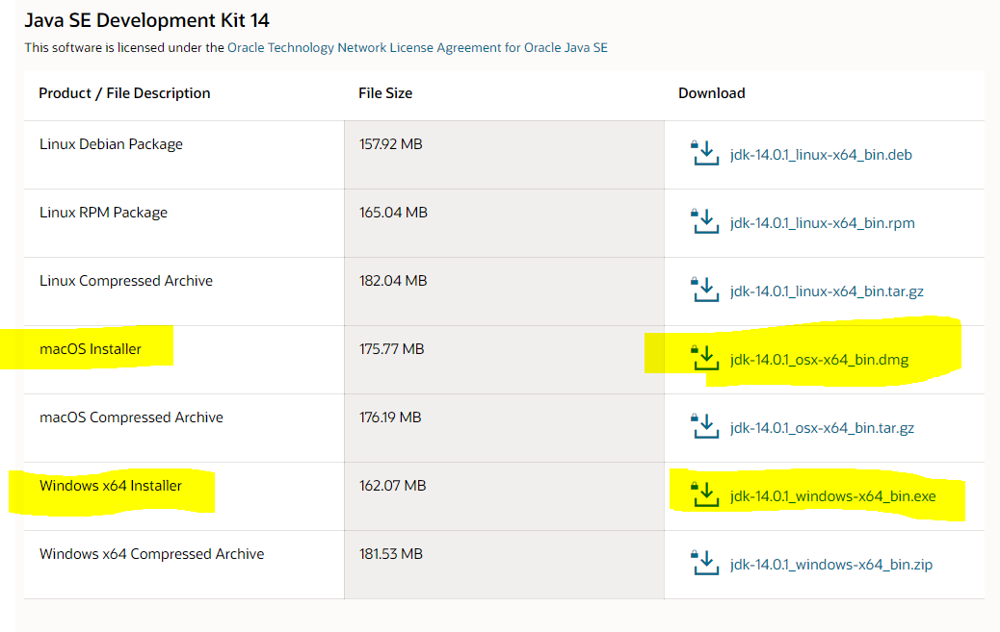 Java SE Development Kit 14
This software is licensed under the Oracle Technology Network License Agreement for Oracle Java SE
Product / File Description File Size Download
Linux Debian Package 157.92 MB jdk-14.0.1_linux-x64_bin.deb
Linux RPM Package 165.04 MB jdk-14.0.1_linux-x64_bin.rpm
Linux Compressed Archive 182.04 MB jdk-14.0.1_linux-x64_bin.tar.gz
macOS Installer 175.77 MB jdk-14.0.1_osx-x64_bin.dmg
macOS Compressed Archive 176.19 MB jdk-14.0.1_osx-x64_bin.tar.gz
Windows x64 Installer 162.07 MB jdk-14.0.1_windows-x64_bin.exe
Windows x64 Compressed Archive 181.53 MB jdk-14.0.1_windows-x64_bin.zip